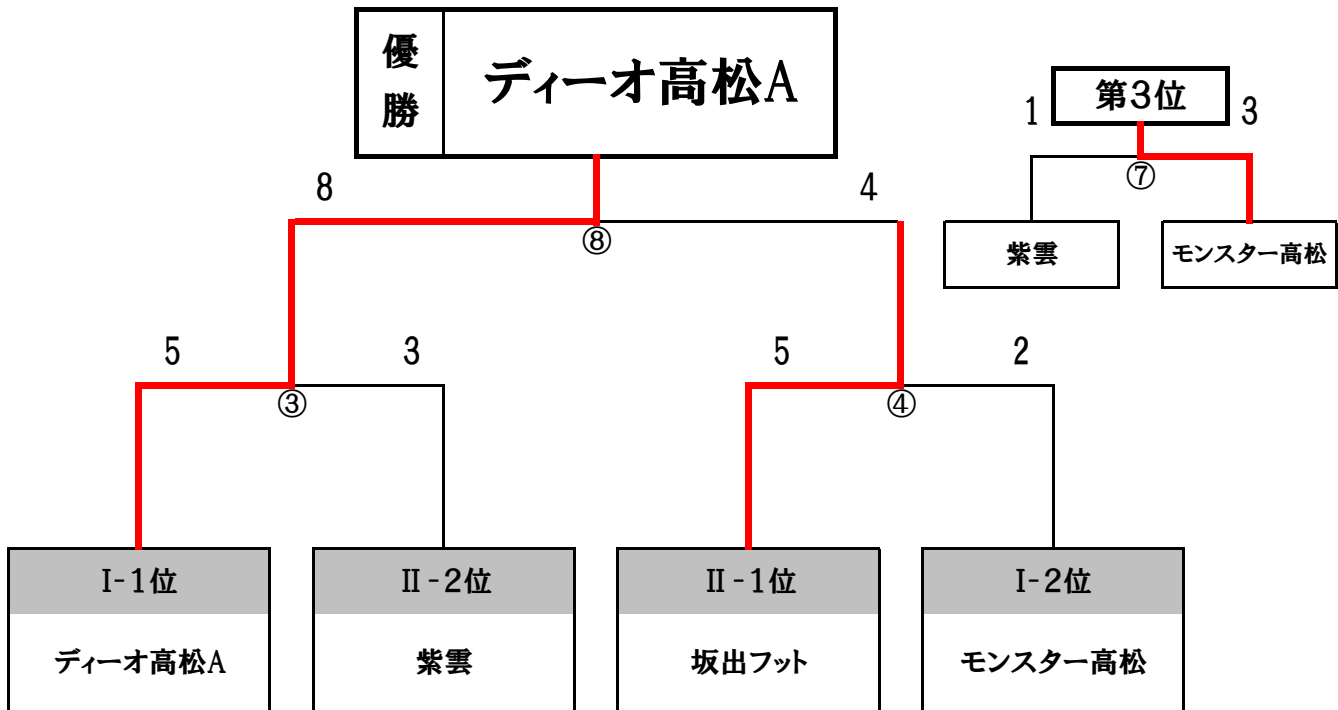 優勝
ディーオ高松A
第3位
1
3
⑦
紫雲
モンスター高松
8
4
⑧
5
3
5
2
③
④
I-1位
II-2位
II-1位
I-2位
ディーオ高松A
紫雲
坂出フット
モンスター高松